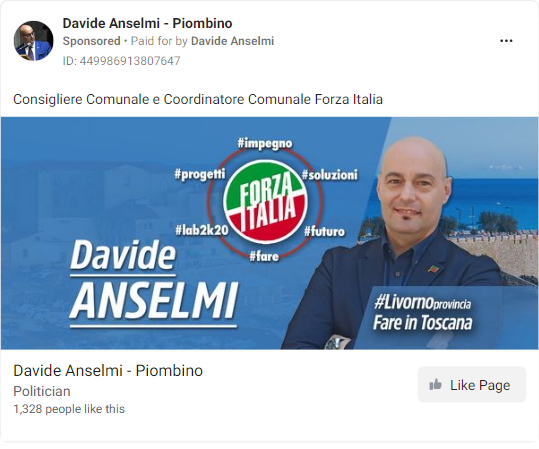 Davide Anselmi - Piombino
Sponsored • Paid for by Davide Anselmi
ID: 449986913807647
Consigliere Comunale e Coordinatore Comunale Forza Italia
#impegno
#progetti
#soluzioni
FORZA
ITALIA
#lab2k20
#futuro
#fare
Davide
ANSELMI
#Livornoprovincia
Fare in Toscana
Davide Anselmi - Piombino
Politician
1,328 people like this
Like Page